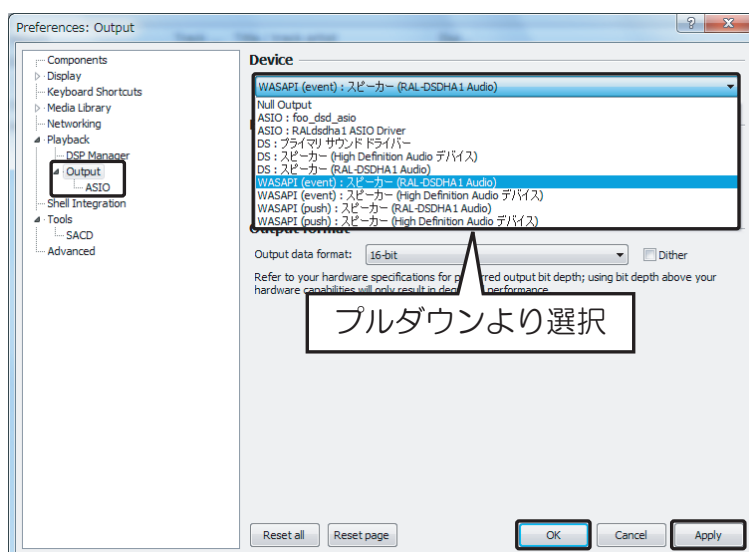 Preferences: Output
Components
Display
Keyboard Shortcuts
Media Library
Networking
Playback
DSP Manager
Output
ASIO
Shell Integration
Tools
SACD
Advanced
Device
WASAPI (event) : スピーカー (RAL-DSDHA1 Audio)
Null Output
ASIO : foo_dsd_asio
ASIO : RALdsdha1 ASIO Driver
DS : プライマリ サウンド ドライバー
DS : スピーカー (High Definition Audio デバイス)
DS : スピーカー (RAL-DSDHA1 Audio)
WASAPI (event) : スピーカー (RAL-DSDHA1 Audio)
WASAPI (event) : スピーカー (High Definition Audio デバイス)
WASAPI (push) : スピーカー (RAL-DSDHA1 Audio)
WASAPI (push) : スピーカー (High Definition Audio デバイス)
Output format
Output data format: 16-bit Dither
Refer to your hardware specifications for output bit depth; using bit depth above your
hardware capabilities will only result in performance.
プルダウンより選択
Reset all Reset page OK Cancel Apply